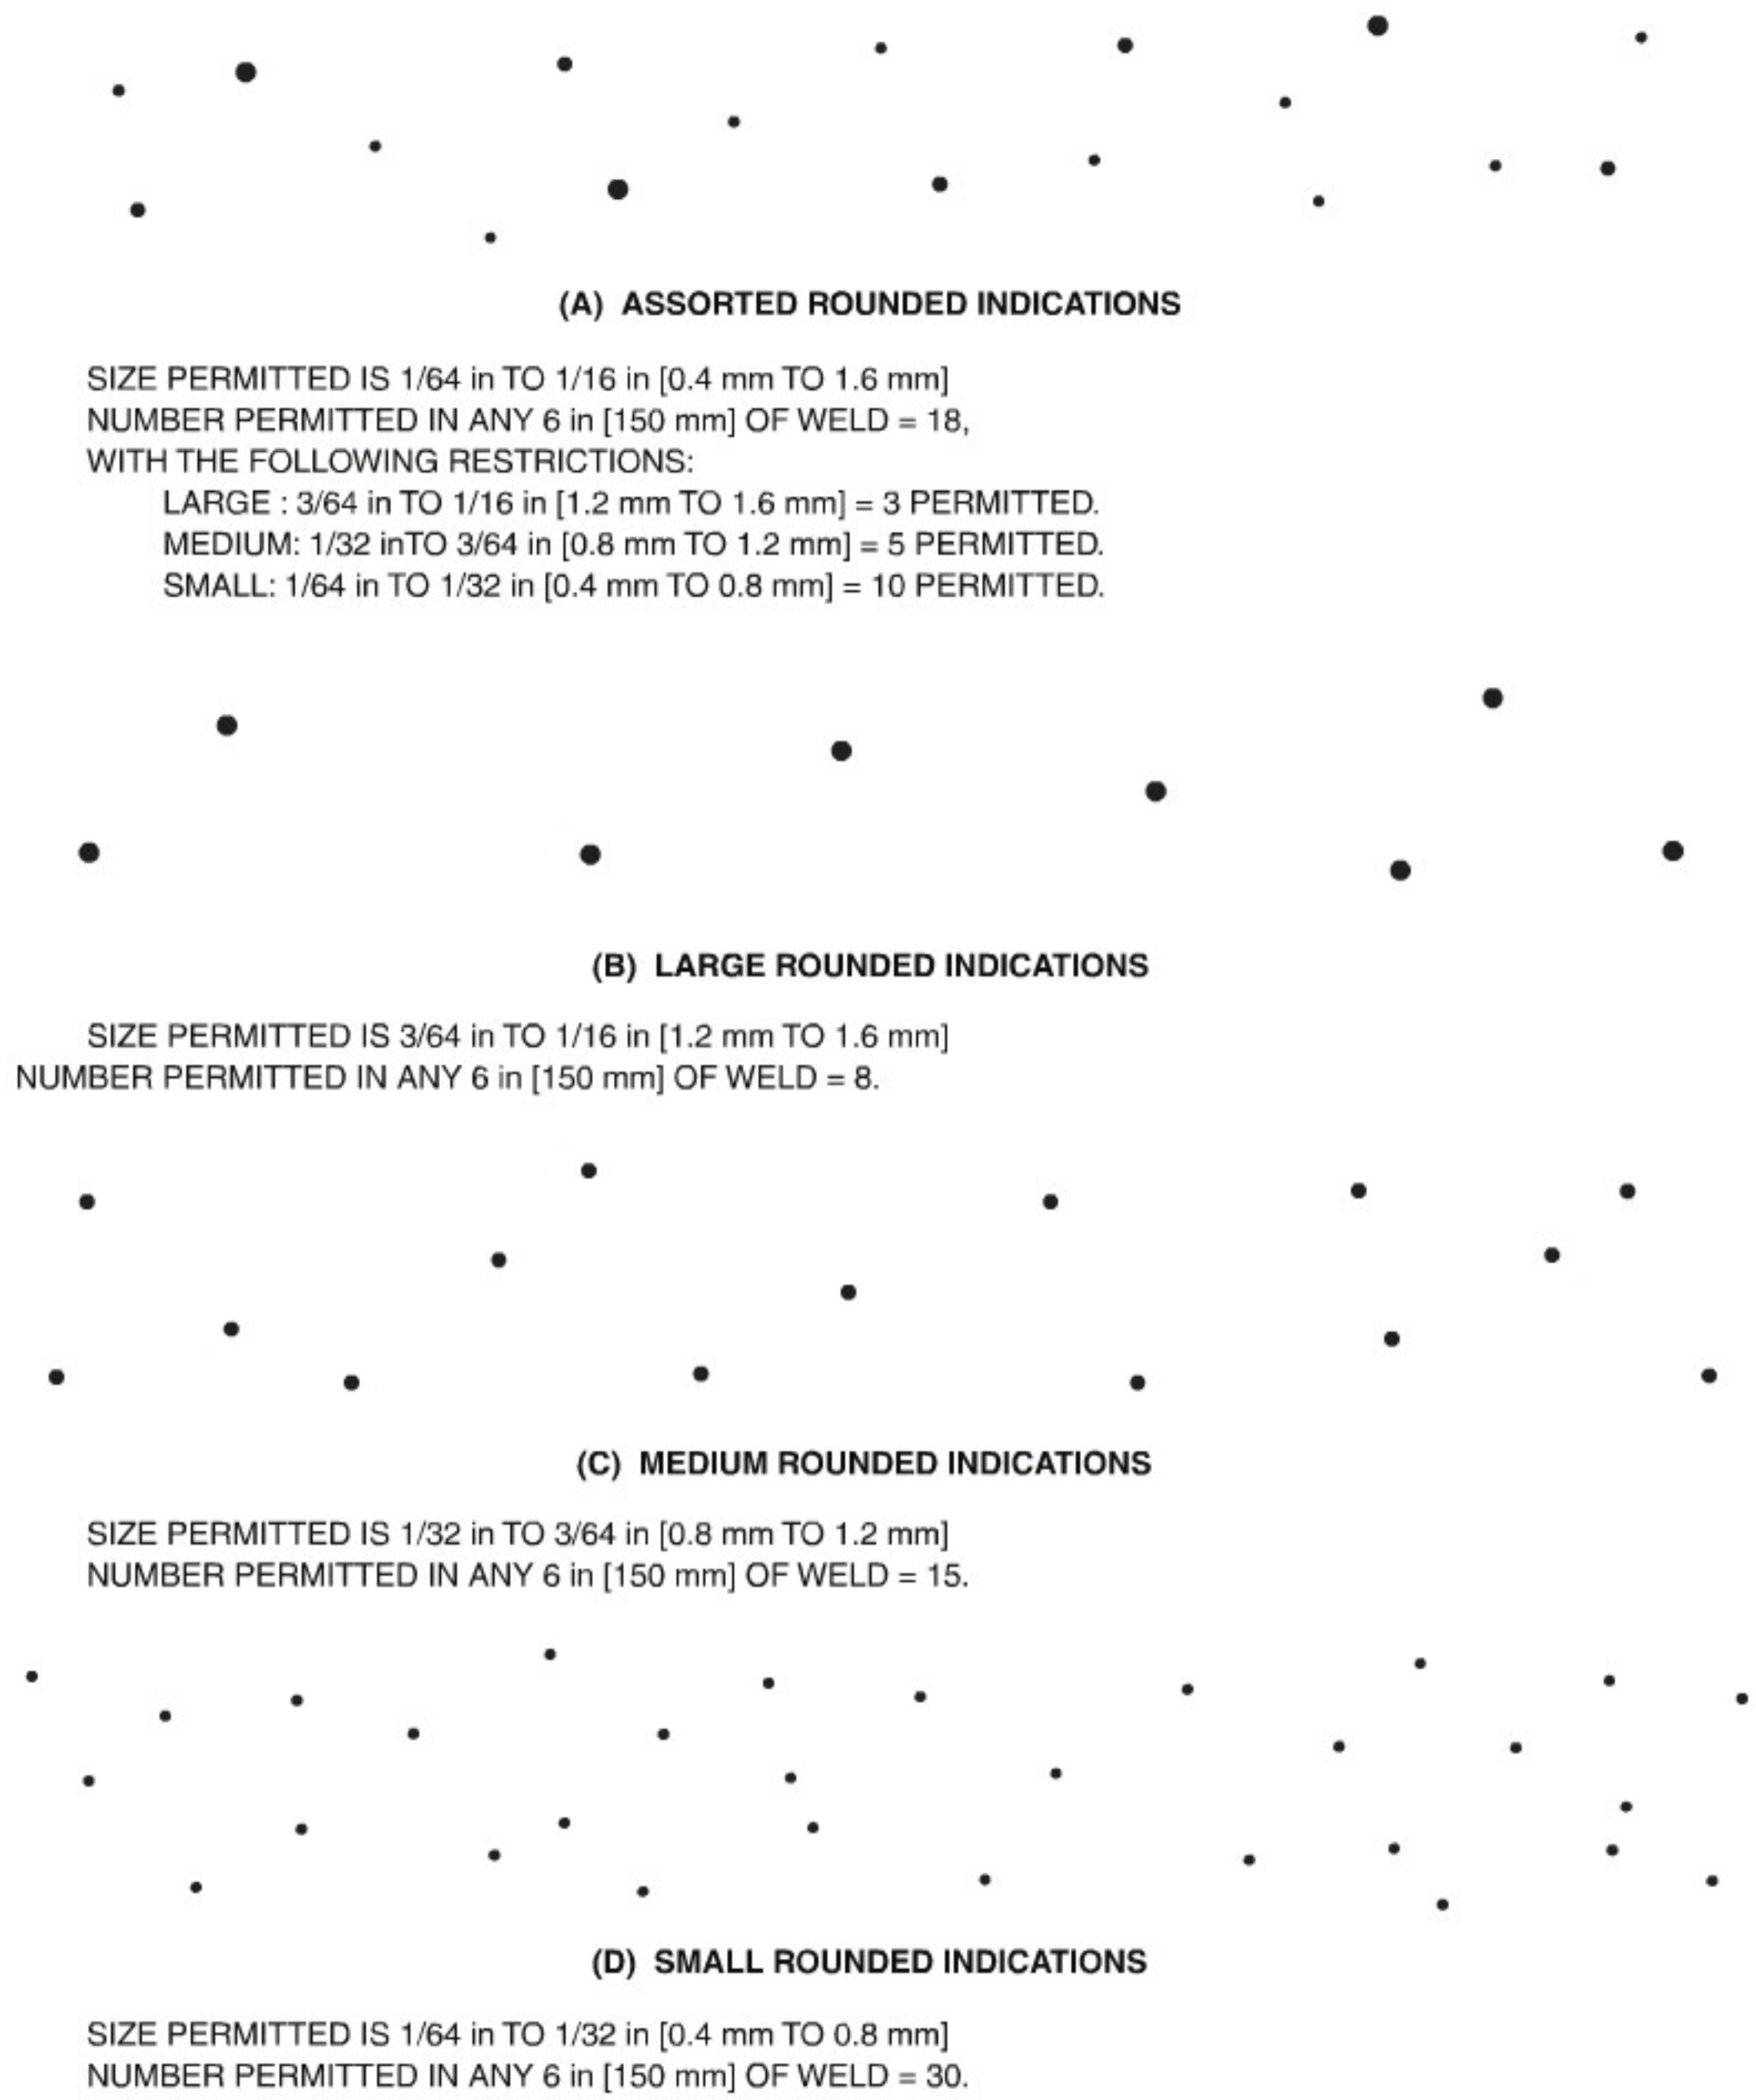 (A) ASSORTED ROUNDED INDICATIONS
SIZE PERMITTED IS 1/64 in TO 1/16 in [0.4 mm TO 1.6 mm]
NUMBER PERMITTED IN ANY 6 in [150 mm] OF WELD = 18,
WITH THE FOLLOWING RESTRICTIONS:
LARGE : 3/64 in TO 1/16 in [1.2 mm TO 1.6 mm] = 3 PERMITTED.
MEDIUM: 1/32 inTO 3/64 in [0.8 mm TO 1.2 mm] = 5 PERMITTED.
SMALL: 1/64 in TO 1/32 in [0.4 mm TO 0.8 mm] = 10 PERMITTED.
(B) LARGE ROUNDED INDICATIONS
SIZE PERMITTED IS 3/64 in TO 1/16 in [1.2 mm TO 1.6 mm]
NUMBER PERMITTED IN ANY 6 in [150 mm] OF WELD = 8.
(C) MEDIUM ROUNDED INDICATIONS
SIZE PERMITTED IS 1/32 in TO 3/64 in [0.8 mm TO 1.2 mm]
NUMBER PERMITTED IN ANY 6 in [150 mm] OF WELD = 15.
(D) SMALL ROUNDED INDICATIONS
SIZE PERMITTED IS 1/64 in TO 1/32 in [0.4 mm TO 0.8 mm]
NUMBER PERMITTED IN ANY 6 in [150 mm] OF WELD = 30.